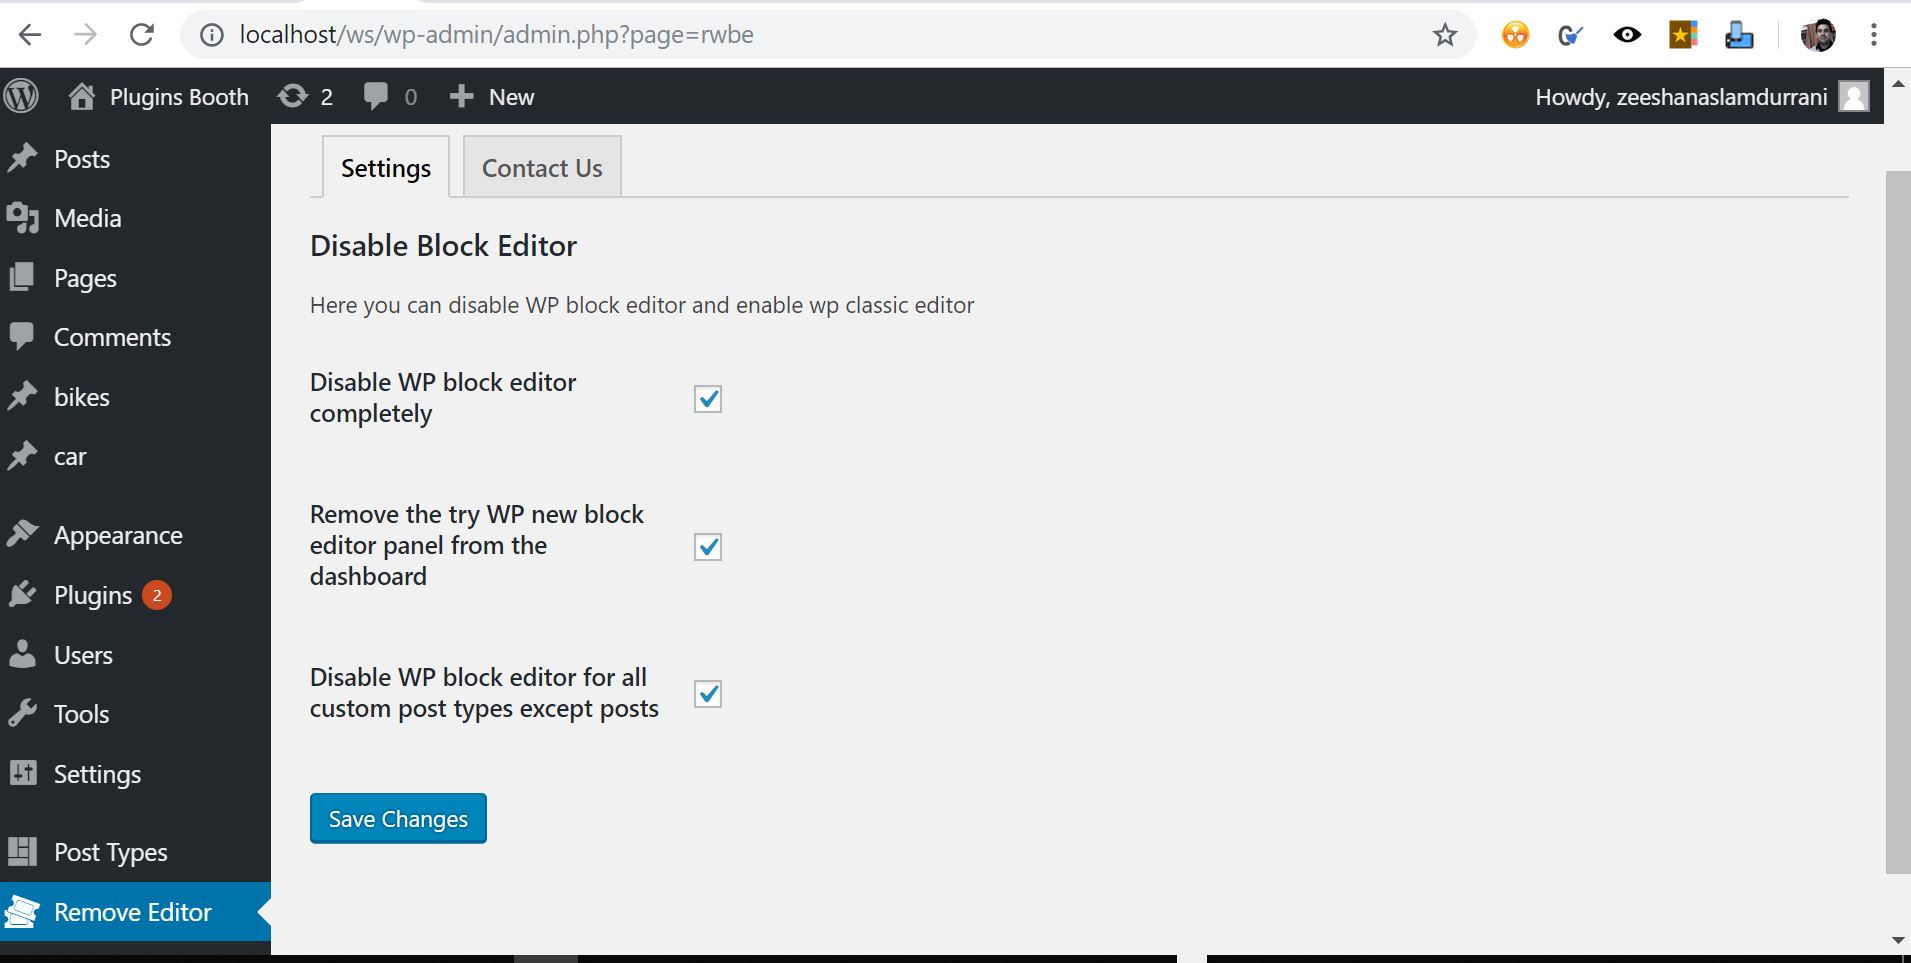 localhost/ws/wp-admin/admin.php?page=rwbe
Plugins Booth 2 0 New Howdy, zeeshanaslamdurrani
Posts
Media
Pages
Comments
bikes
car
Appearance
Plugins 2
Users
Tools
Settings
Post Types
Remove Editor
Settings Contact Us
Disable Block Editor
Here you can disable WP block editor and enable wp classic editor
Disable WP block editor
completely
Remove the try WP new block
editor panel from the
dashboard
Disable WP block editor for all
custom post types except posts
Save Changes